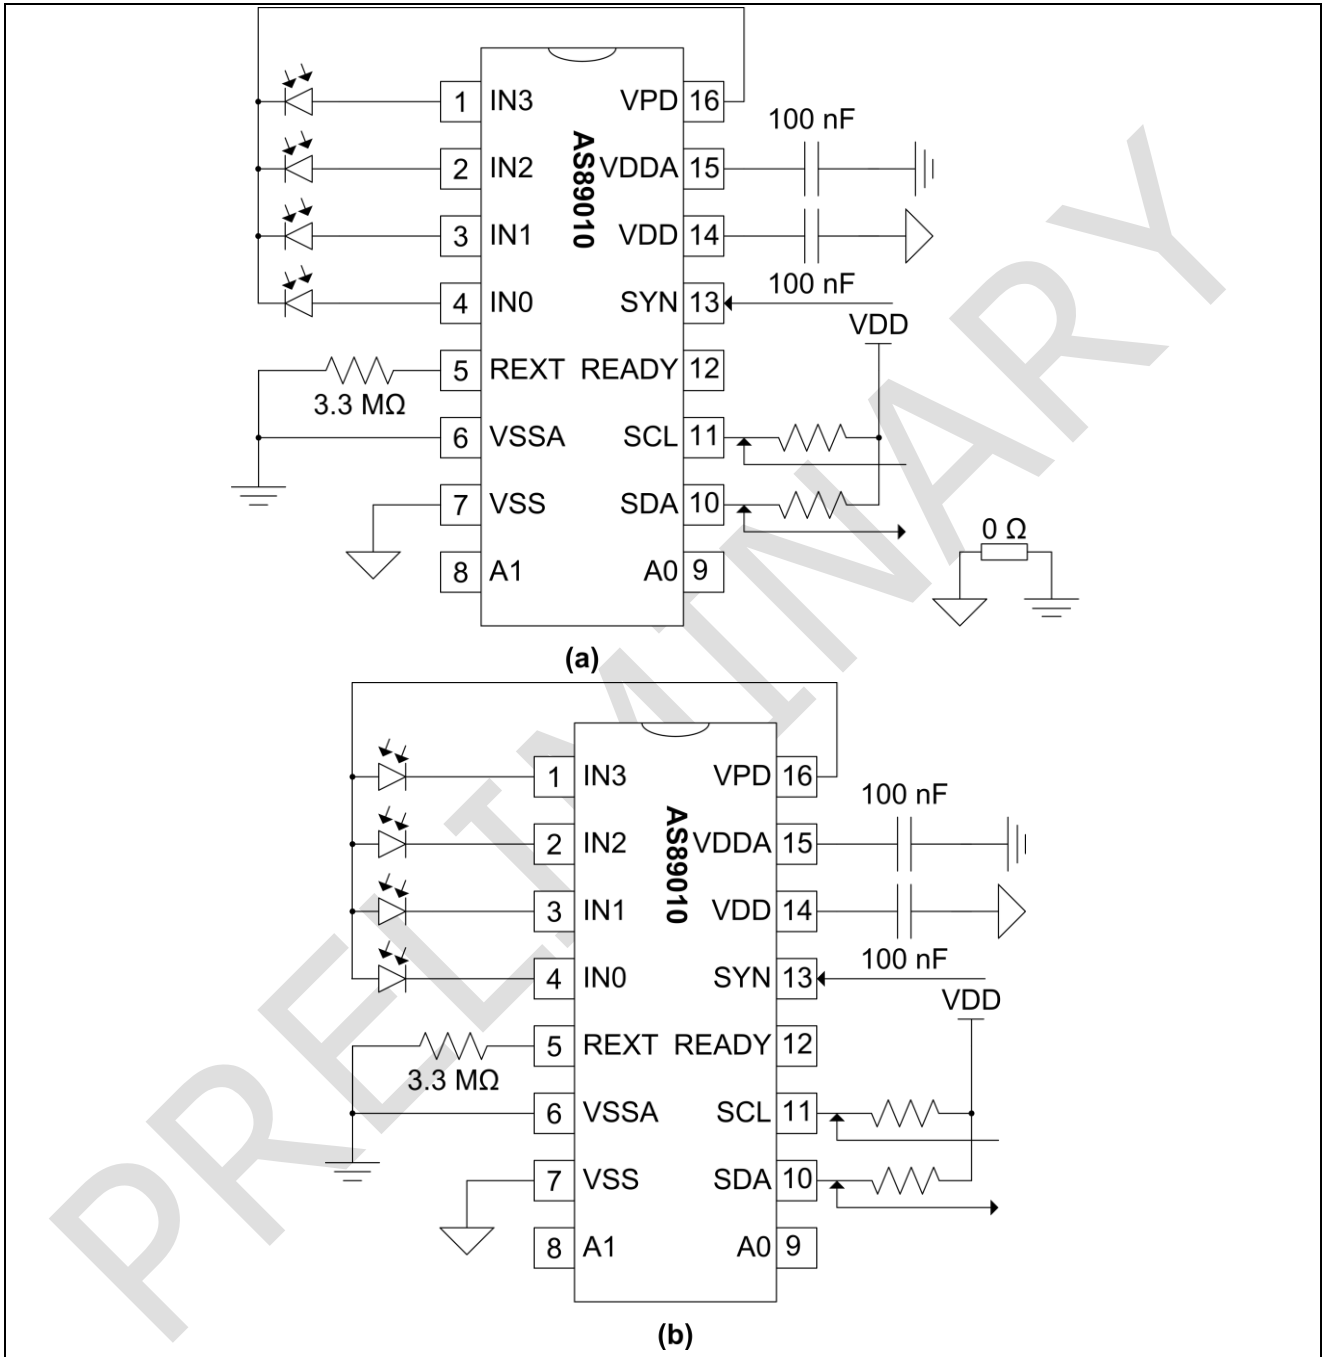 1 IN3 VPD 16
100 nF
2 IN2 VDDA 15
3 IN1 VDD 14
100 nF
4 IN0 SYN 13
VDD
5 REXT READY 12
3.3 MΩ
6 VSSA SCL 11
7 VSS SDA 10
0 Ω
8 A1 A0 9
AS89010
(a)
1 IN3 VPD 16
100 nF
2 IN2 VDDA 15
3 IN1 VDD 14
100 nF
4 IN0 SYN 13
VDD
5 REXT READY 12
3.3 MΩ
6 VSSA SCL 11
7 VSS SDA 10
8 A1 A0 9
AS89010
(b)
PRELIMINARY